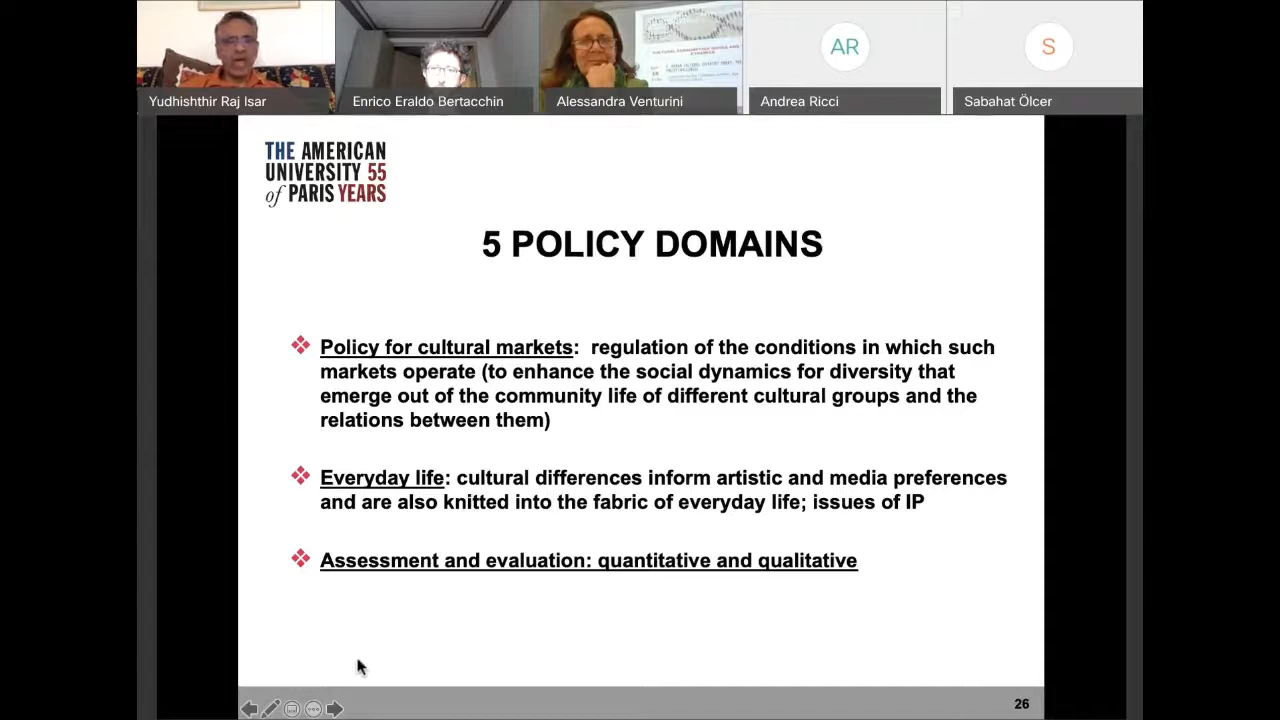 Yudhishthir Raj Isar
Enrico Eraldo Bertacchin
Alessandra Venturini
AR
Andrea Ricci
S
Sabahat Ölcer
THE AMERICAN
UNIVERSITY 55
of PARIS YEARS
5 POLICY DOMAINS
Policy for cultural markets: regulation of the conditions in which such
markets operate (to enhance the social dynamics for diversity that
emerge out of the community life of different cultural groups and the
relations between them)
Everyday life: cultural differences inform artistic and media preferences
and are also knitted into the fabric of everyday life; issues of IP
Assessment and evaluation: quantitative and qualitative
26